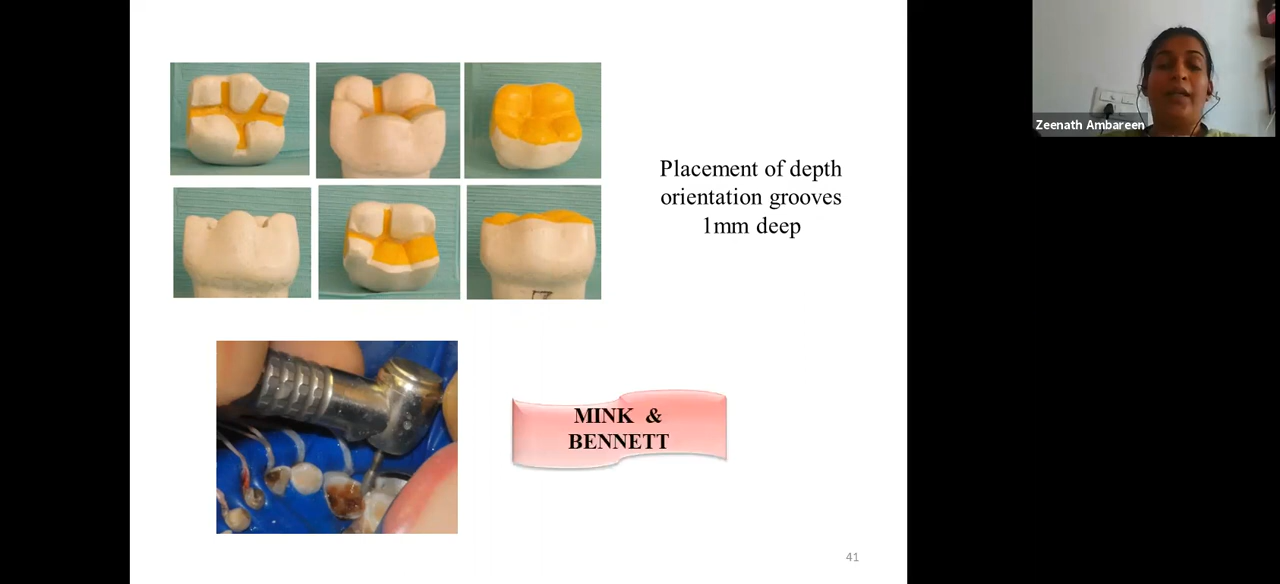 Placement of depth
orientation grooves
1mm deep
MINK &
BENNETT
41
Zeenath Ambareen